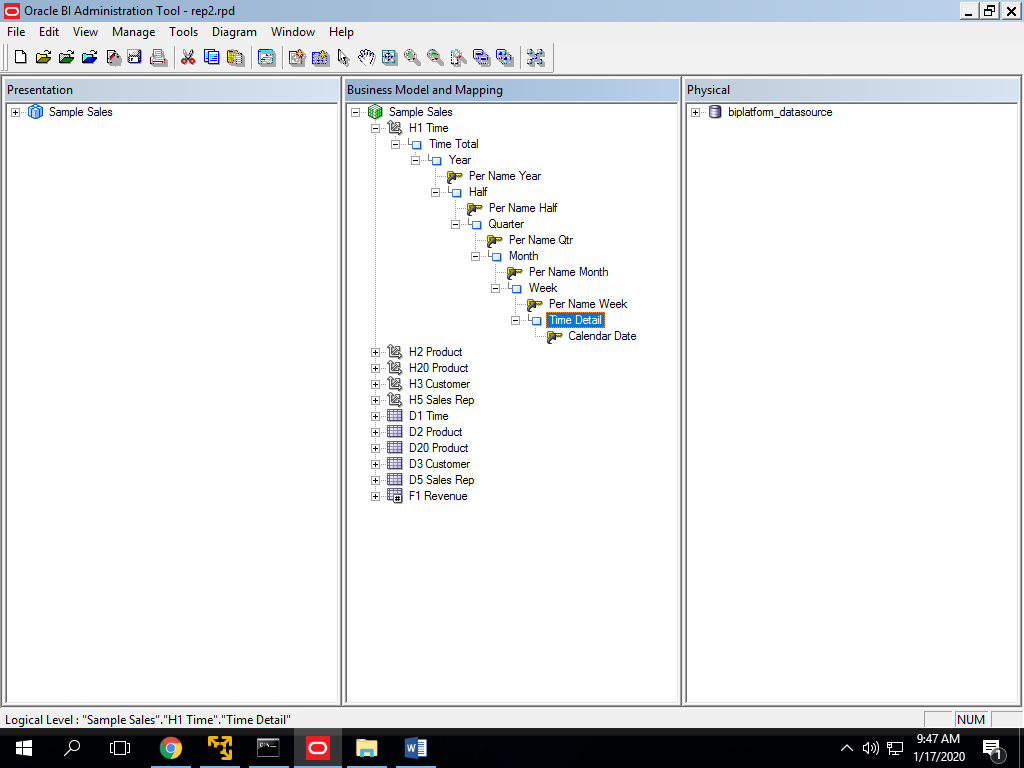 Oracle BI Administration Tool - rep2.rpd
File Edit View Manage Tools Diagram Window Help
Presentation
Sample Sales
Business Model and Mapping
Sample Sales
H1 Time
Time Total
Year
Per Name Year
Half
Per Name Half
Quarter
Per Name Qtr
Month
Per Name Month
Week
Per Name Week
Time Detail
Calendar Date
H2 Product
H20 Product
H3 Customer
H5 Sales Rep
D1 Time
D2 Product
D20 Product
D3 Customer
D5 Sales Rep
F1 Revenue
Physical
biplatform_datasource
Logical Level : "Sample Sales"."H1 Time"."Time Detail"
NUM
9:47 AM
1/17/2020
1